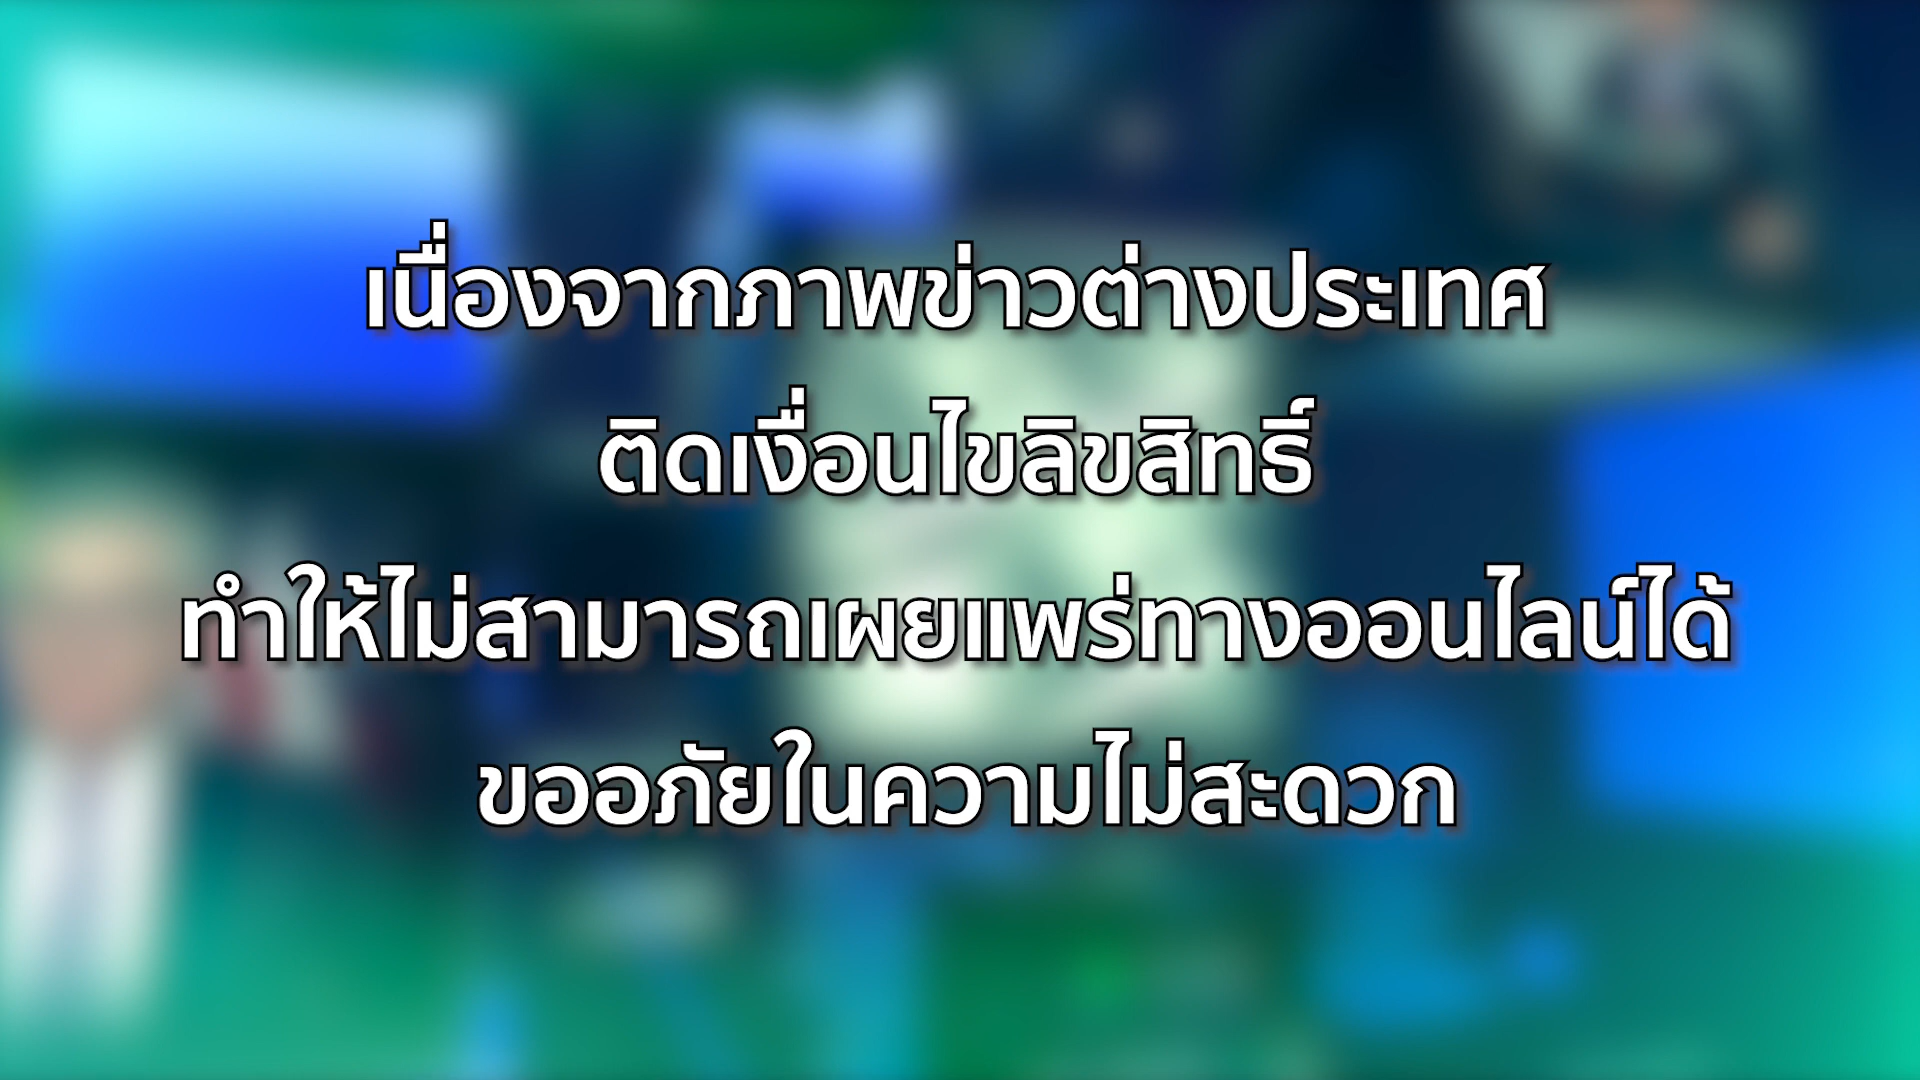 เนื่องจากภาพข่าวต่างประเทศ
ติดเงื่อนไขลิขสิทธิ์
ทำให้ไม่สามารถเผยแพร่ทางออนไลน์ได้
ขออภัยในความไม่สะดวก